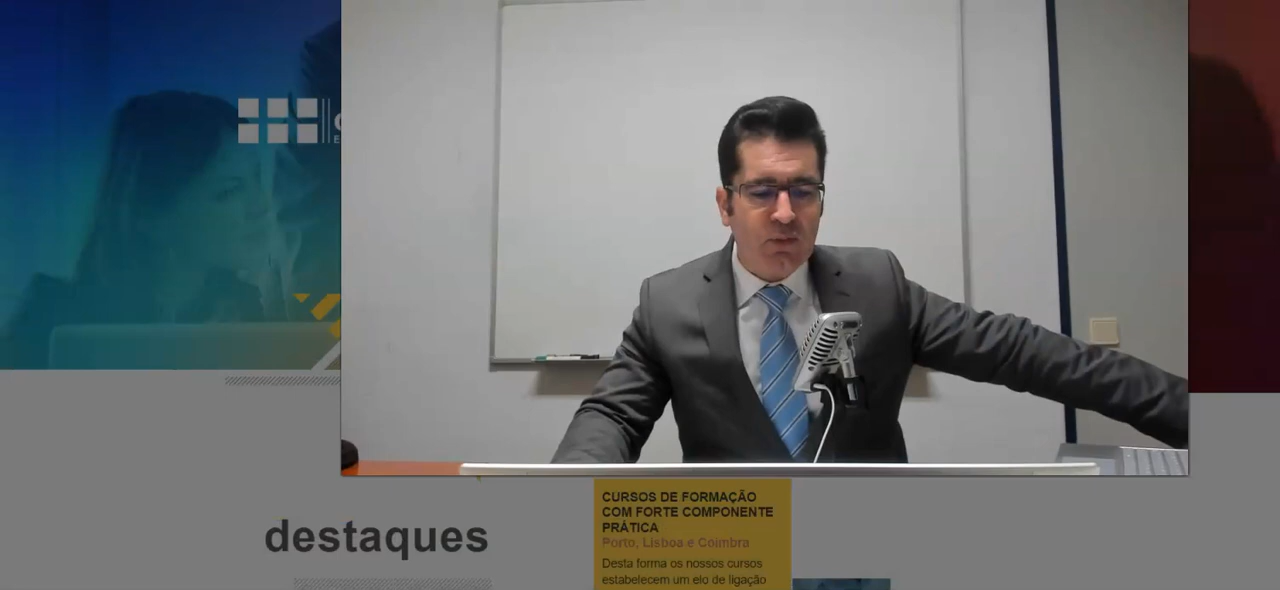 destaques
CURSOS DE FORMAÇÃO
COM FORTE COMPONENTE
PRÁTICA
Porto, Lisboa e Coimbra
Desta forma os nossos cursos
estabelecem um elo de ligação